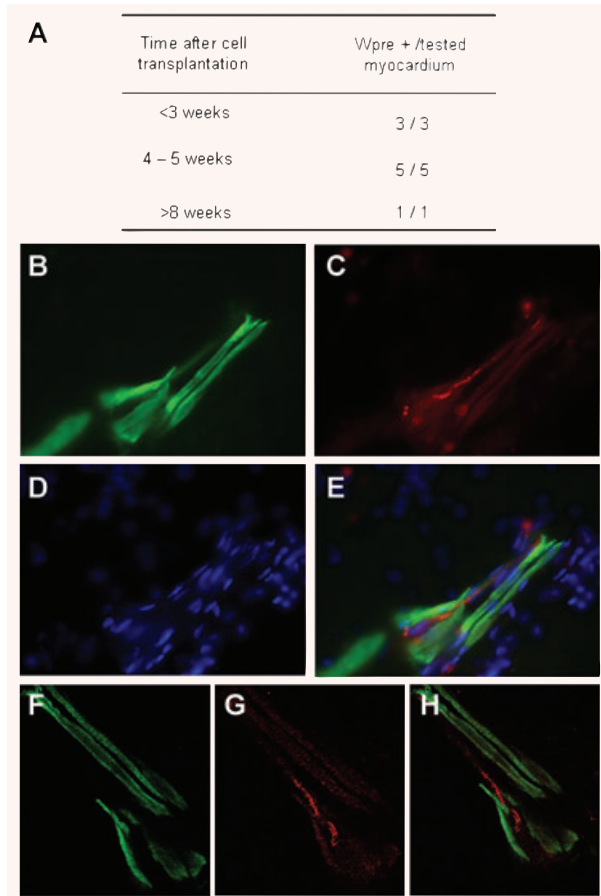 A
Time after cell
transplantation
Wpre + /tested
myocardium
<3 weeks
3 / 3
4 – 5 weeks
5 / 5
>8 weeks
1 / 1
B
C
D
E
F
G
H